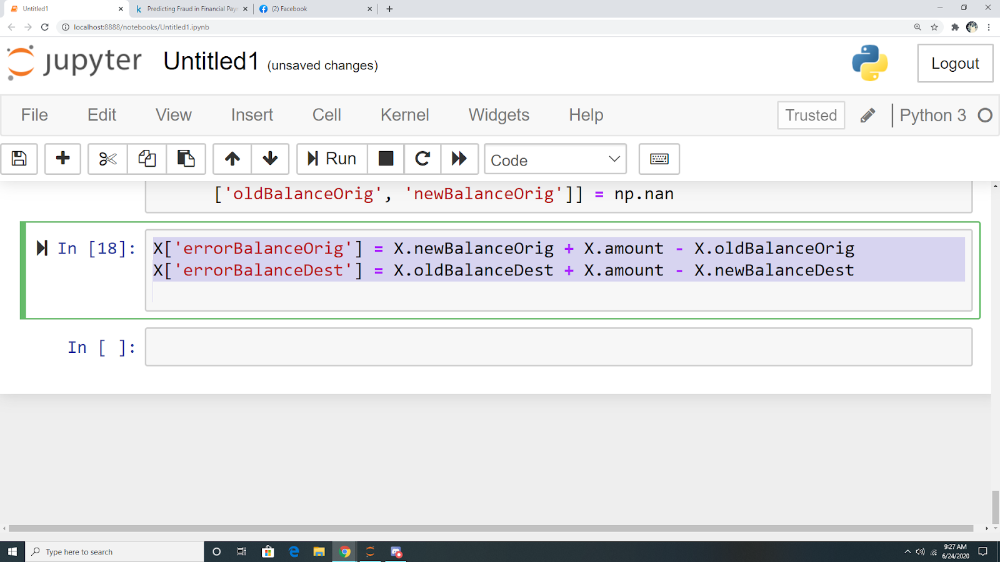 Untitled1
Predicting Fraud in Financial Pay
(2) Facebook
localhost:8888/notebooks/Untitled1.ipynb
jupyter Untitled1 (unsaved changes)
Logout
File Edit View Insert Cell Kernel Widgets Help Trusted Python 3
Run Code
['oldBalanceOrig', 'newBalanceOrig']] = np.nan
In [18]: X['errorBalanceOrig'] = X.newBalanceOrig + X.amount - X.oldBalanceOrig
X['errorBalanceDest'] = X.oldBalanceDest + X.amount - X.newBalanceDest
In [ ]:
Type here to search
9:27 AM
6/24/2020